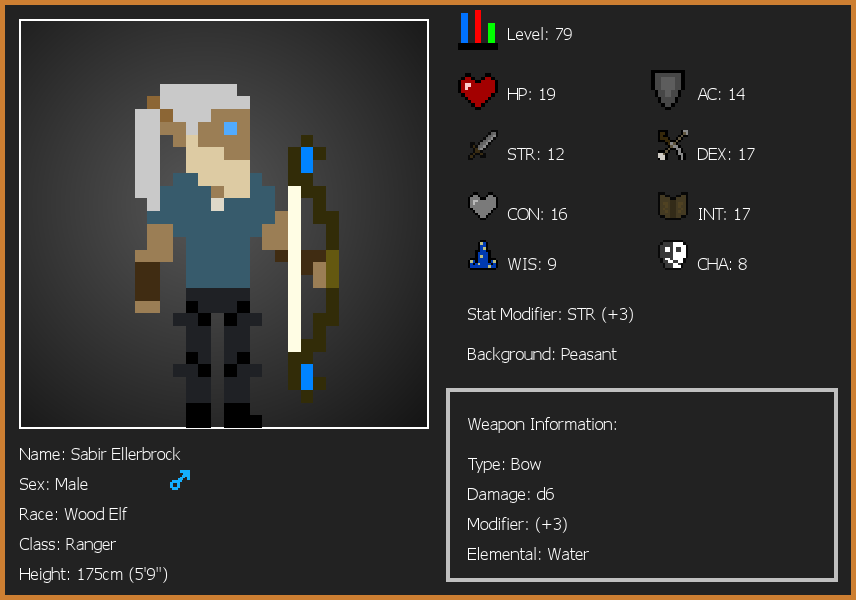 Level: 79
HP: 19
AC: 14
STR: 12
DEX: 17
CON: 16
INT: 17
WIS: 9
CHA: 8
Stat Modifier: STR (+3)
Background: Peasant
Weapon Information:
Type: Bow
Damage: d6
Modifier: (+3)
Elemental: Water
Name: Sabir Ellerbrock
Sex: Male
Race: Wood Elf
Class: Ranger
Height: 175cm (5'9")